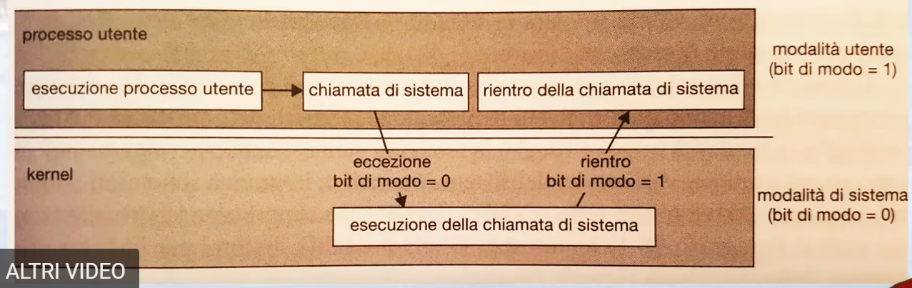 processo utente
modalità utente
(bit di modo = 1)
esecuzione processo utente
chiamata di sistema
rientro della chiamata di sistema
eccezione
bit di modo = 0
rientro
bit di modo = 1
kernel
modalità di sistema
(bit di modo = 0)
esecuzione della chiamata di sistema
ALTRI VIDEO